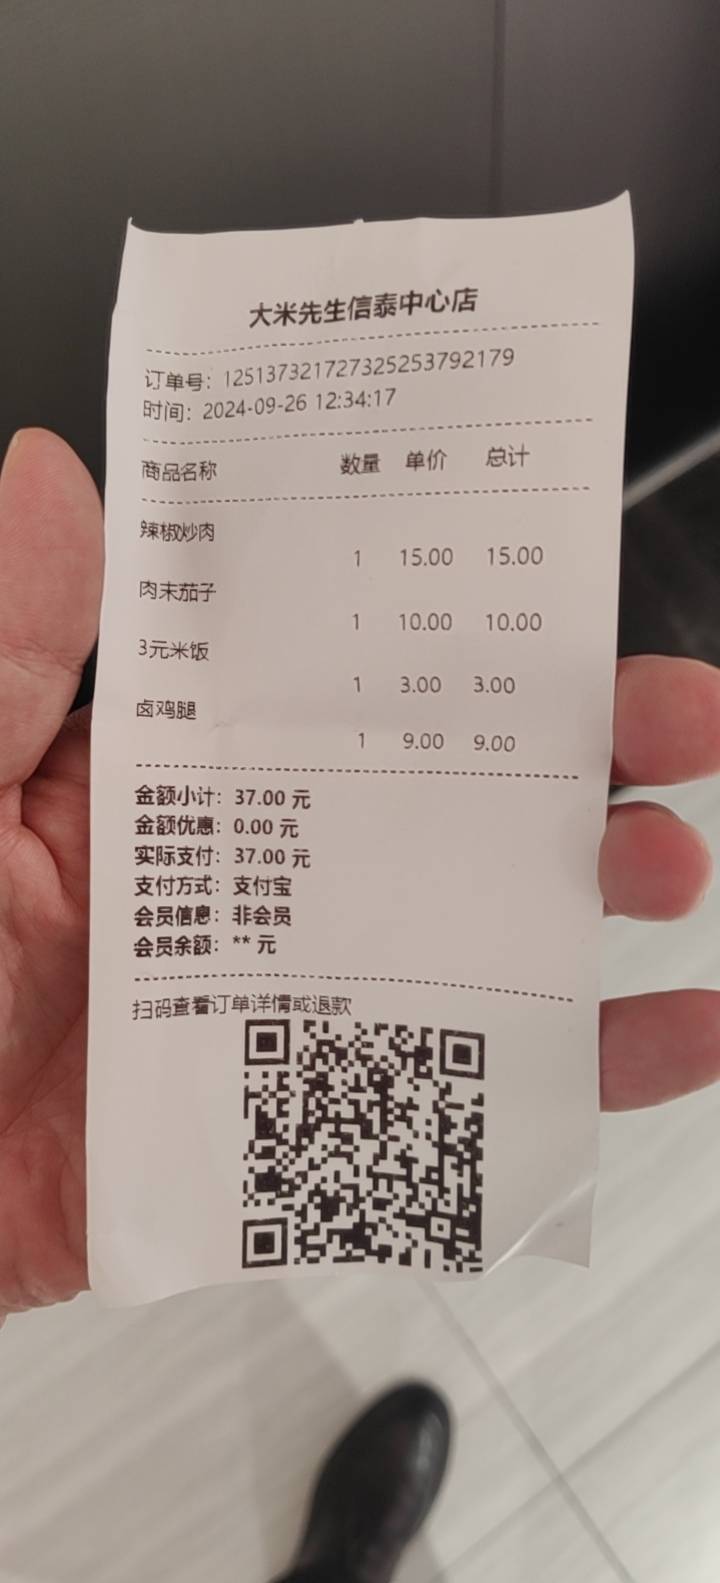 大米先生信泰中心店
订单号：125137321727325253792179
时间：2024-09-26 12:34:17
商品名称 数量 单价 总计
辣椒炒肉
1 15.00 15.00
肉末茄子
1 10.00 10.00
3元米饭
1 3.00 3.00
卤鸡腿
1 9.00 9.00
金额小计：37.00 元
金额优惠：0.00 元
实际支付：37.00 元
支付方式：支付宝
会员信息：非会员
会员余额：** 元
扫码查看订单详情或退款